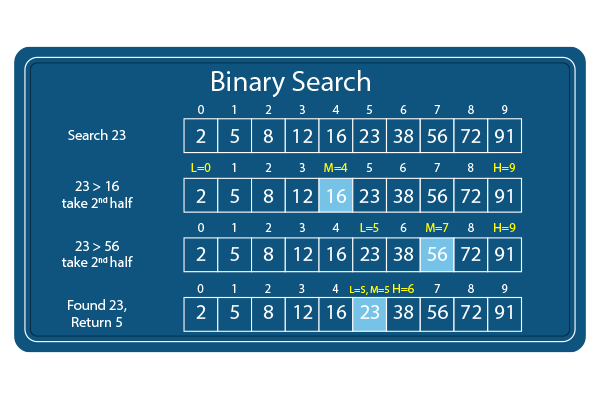 Binary Search
0 1 2 3 4 5 6 7 8 9
Search 23 2 5 8 12 16 23 38 56 72 91
L=0 1 2 3 M=4 5 6 7 8 H=9
23 > 16
take 2nd half
2 5 8 12 16 23 38 56 72 91
0 1 2 3 4 L=5 6 M=7 8 H=9
23 > 56
take 2nd half
2 5 8 12 16 23 38 56 72 91
0 1 2 3 4 L=S, M=5 H=6 7 8 9
Found 23,
Return 5
2 5 8 12 16 23 38 56 72 91